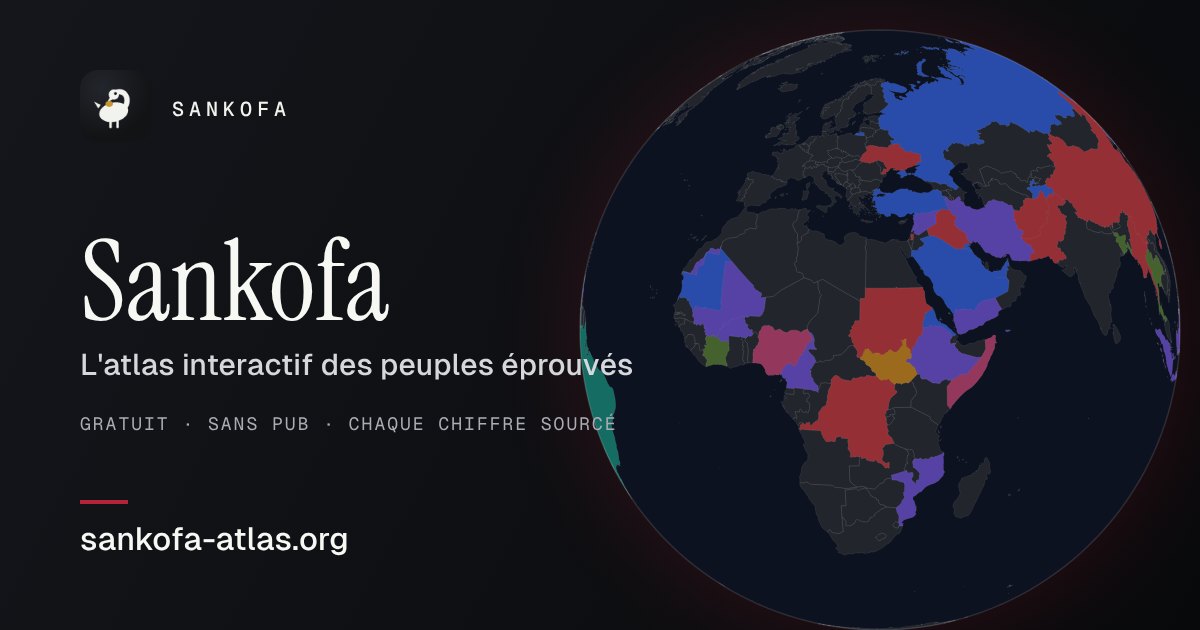 SANKOFA
Sankofa
L'atlas interactif des peuples éprouvés
GRATUIT · SANS PUB · CHAQUE CHIFFRE SOURCÉ
sankofa-atlas.org